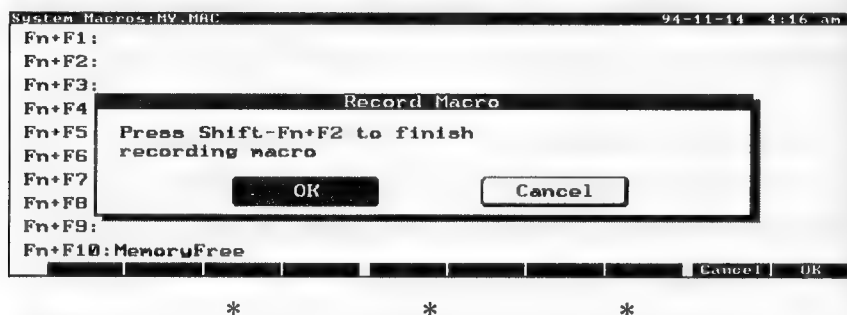 System Macros:MY.MAC 94-11-14 4:16 am
Fn+F1:
Fn+F2:
Fn+F3:
Record Macro
Fn+F4
Fn+F5 Press Shift-Fn+F2 to finish
Fn+F6 recording macro
Fn+F7 OK Cancel
Fn+F8
Fn+F9:
Fn+F10:MemoryFree
Cancel OK
* * *